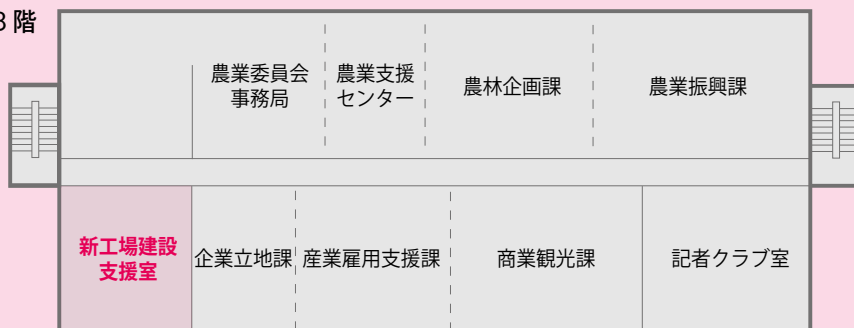 3階
農業委員会
事務局
農業支援
センター
農林企画課
農業振興課
新工場建設
支援室
企業立地課
産業雇用支援課
商業観光課
記者クラブ室